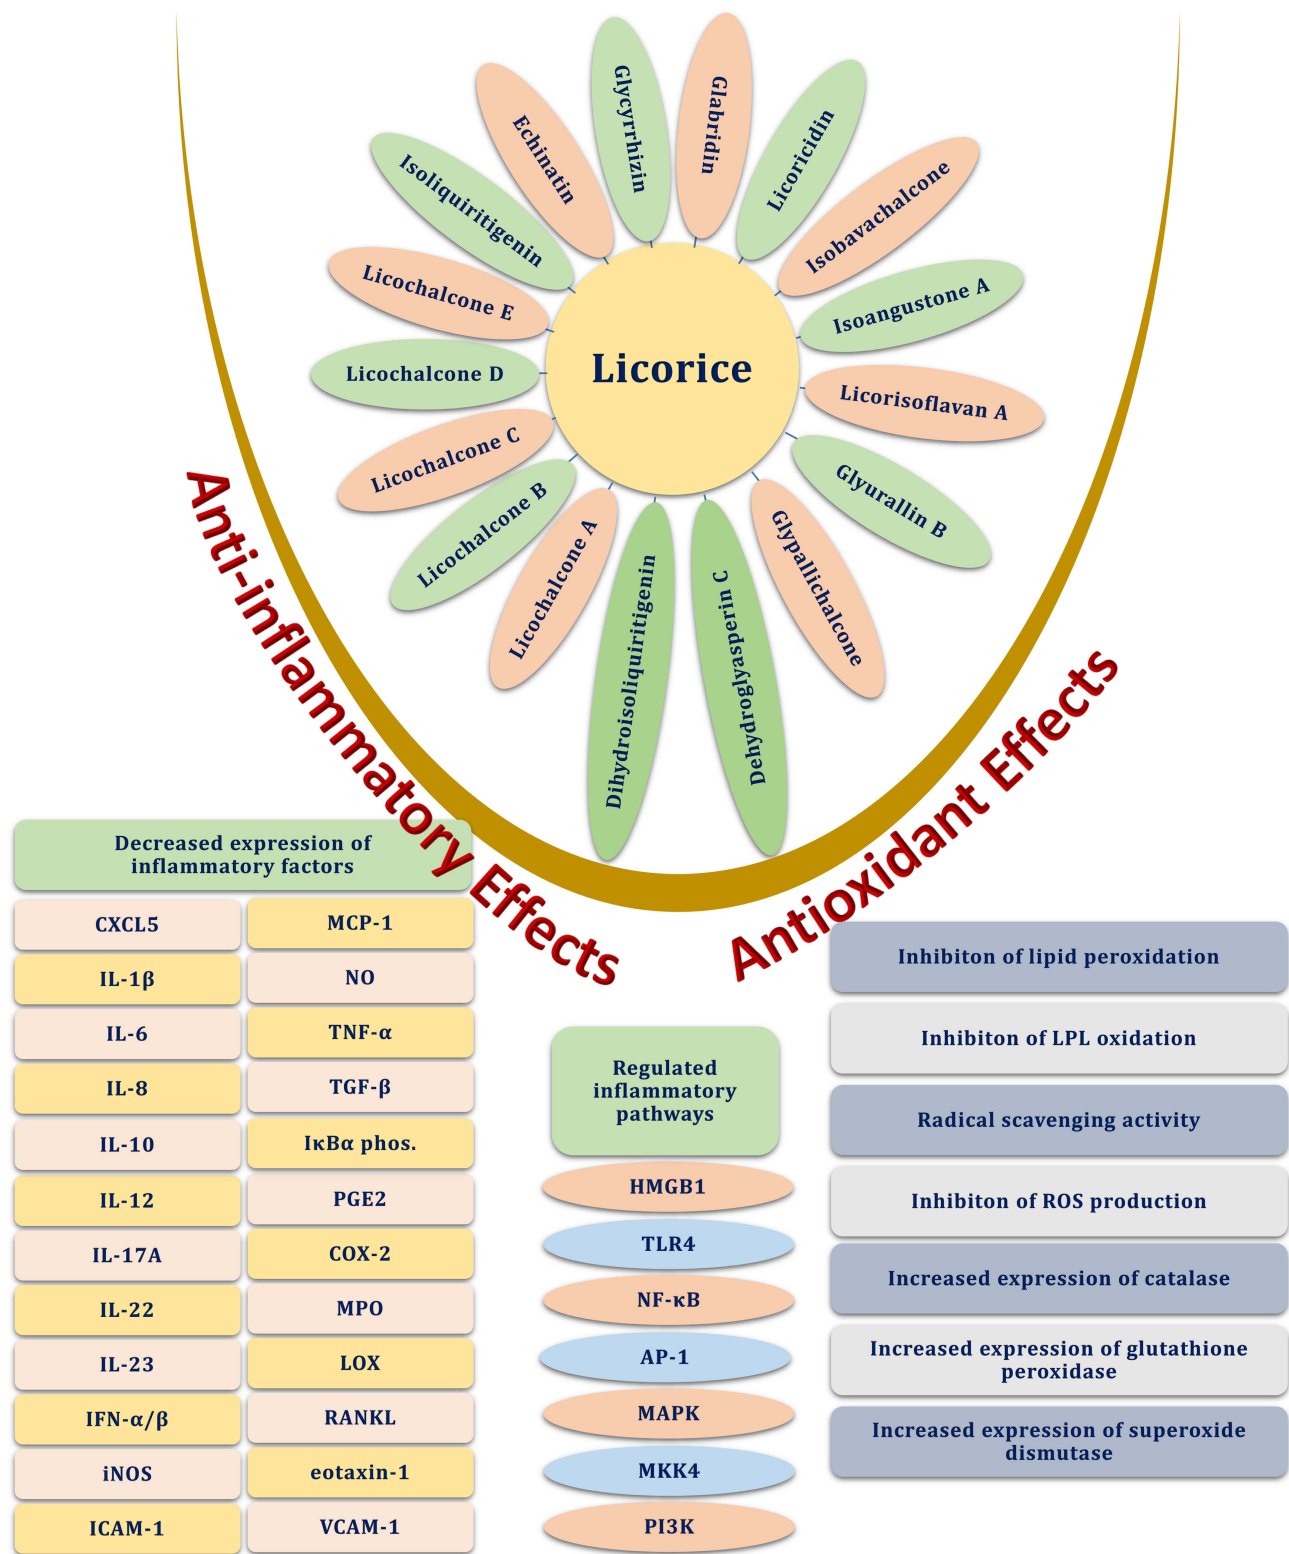 Glycyrrhizin
Glabridin
Licoricidin
Isobavachalcone
Isoangustone A
Licorisoflavan A
Glyurallin B
Glypallichalcone
Dehydroglyasperin C
Dihydroisoliquiritigenin
Licochalcone A
Licochalcone B
Licochalcone C
Licochalcone D
Licochalcone E
Isoliquiritigenin
Echinatin
Licorice
Anti-inflammatory Effects
Antioxidant Effects
Decreased expression of
inflammatory factors
CXCL5
MCP-1
IL-1β
NO
IL-6
TNF-α
IL-8
TGF-β
IL-10
IκBα phos.
IL-12
PGE2
IL-17A
COX-2
IL-22
MPO
IL-23
LOX
IFN-α/β
RANKL
iNOS
eotaxin-1
ICAM-1
VCAM-1
Regulated
inflammatory
pathways
HMGB1
TLR4
NF-κB
AP-1
MAPK
MKK4
PI3K
Inhibiton of lipid peroxidation
Inhibiton of LPL oxidation
Radical scavenging activity
Inhibiton of ROS production
Increased expression of catalase
Increased expression of glutathione
peroxidase
Increased expression of superoxide
dismutase